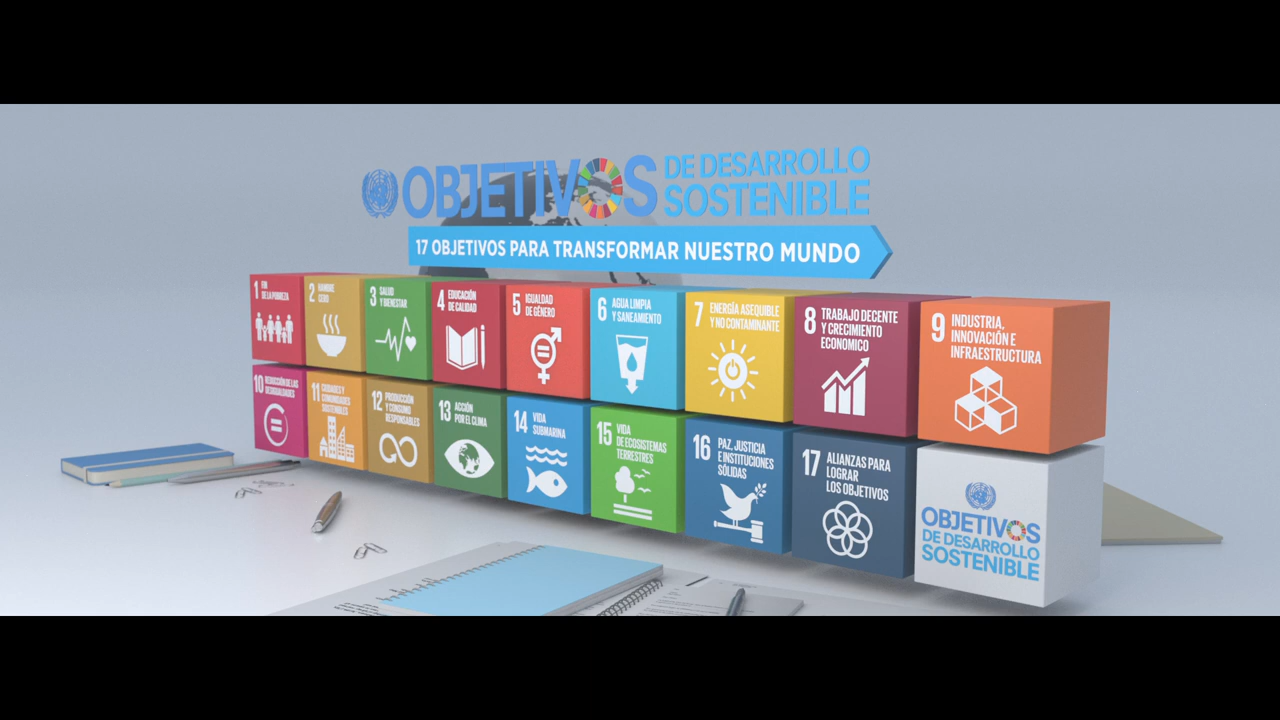 OBJETIVOS
DE DESARROLLO
SOSTENIBLE
17 OBJETIVOS PARA TRANSFORMAR NUESTRO MUNDO
1 FIN
DE LA POBREZA
2 HAMBRE
CERO
3 SALUD
Y BIENESTAR
4 EDUCACIÓN
DE CALIDAD
5 IGUALDAD
DE GÉNERO
6 AGUA LIMPIA
Y SANEAMIENTO
7 ENERGÍA ASEQUIBLE
Y NO CONTAMINANTE
8 TRABAJO DECENTE
Y CRECIMIENTO
ECONOMICO
9 INDUSTRIA,
INNOVACIÓN E
INFRAESTRUCTURA
10 REDUCCIÓN DE LAS
DESIGUALDADES
11 CIUDADES Y
COMUNIDADES
SOSTENIBLES
12 PRODUCCIÓN
Y CONSUMO
RESPONSABLES
13 ACCIÓN
POR EL CLIMA
14 VIDA
SUBMARINA
15 VIDA
DE ECOSISTEMAS
TERRESTRES
16 PAZ, JUSTICIA
E INSTITUCIONES
SÓLIDAS
17 ALIANZAS PARA
LOGRAR
LOS OBJETIVOS
OBJETIVOS
DE DESARROLLO
SOSTENIBLE